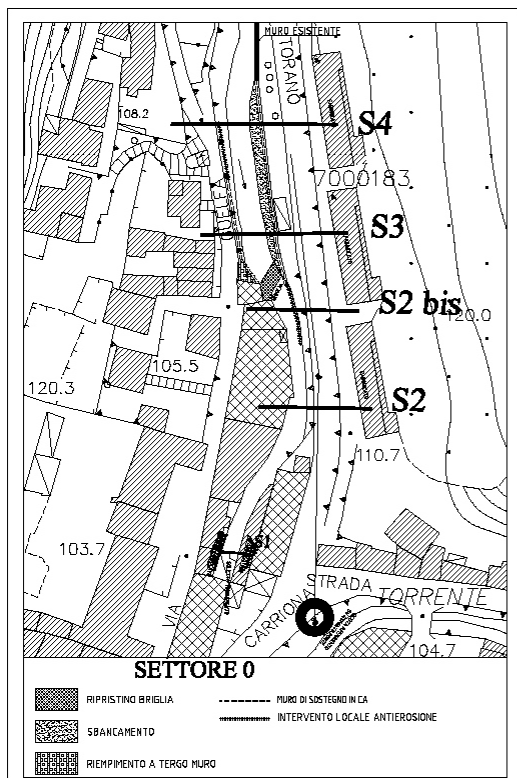 MURO ESISTENTE
TORANO
108.2
S4
7000183
S3
S2 bis
120.0
105.5
120.3
S2
110.7
103.7
S1
VIA
CARRIONA
STRADA
TORRENTE
104.7
SETTORE 0
RIPRISTINO BRIGLIA
MURO DI SOSTEGNO IN CA
INTERVENTO LOCALE ANTIEROSIONE
SBANCAMENTO
RIEMPIMENTO A TERGO MURO